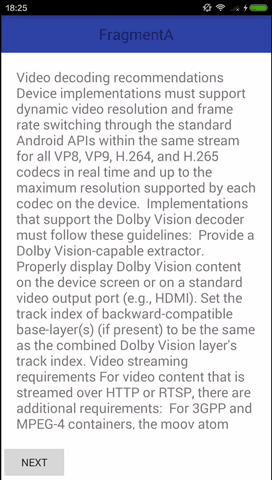 18:25
FragmentA
Video decoding recommendations
Device implementations must support
dynamic video resolution and frame
rate switching through the standard
Android APIs within the same stream
for all VP8, VP9, H.264, and H.265
codecs in real time and up to the
maximum resolution supported by each
codec on the device.  Implementations
that support the Dolby Vision decoder
must follow these guidelines:  Provide a
Dolby Vision-capable extractor.
Properly display Dolby Vision content
on the device screen or on a standard
video output port (e.g., HDMI). Set the
track index of backward-compatible
base-layer(s) (if present) to be the same
as the combined Dolby Vision layer's
track index. Video streaming
requirements For video content that is
streamed over HTTP or RTSP, there are
additional requirements:  For 3GPP and
MPEG-4 containers, the moov atom
NEXT